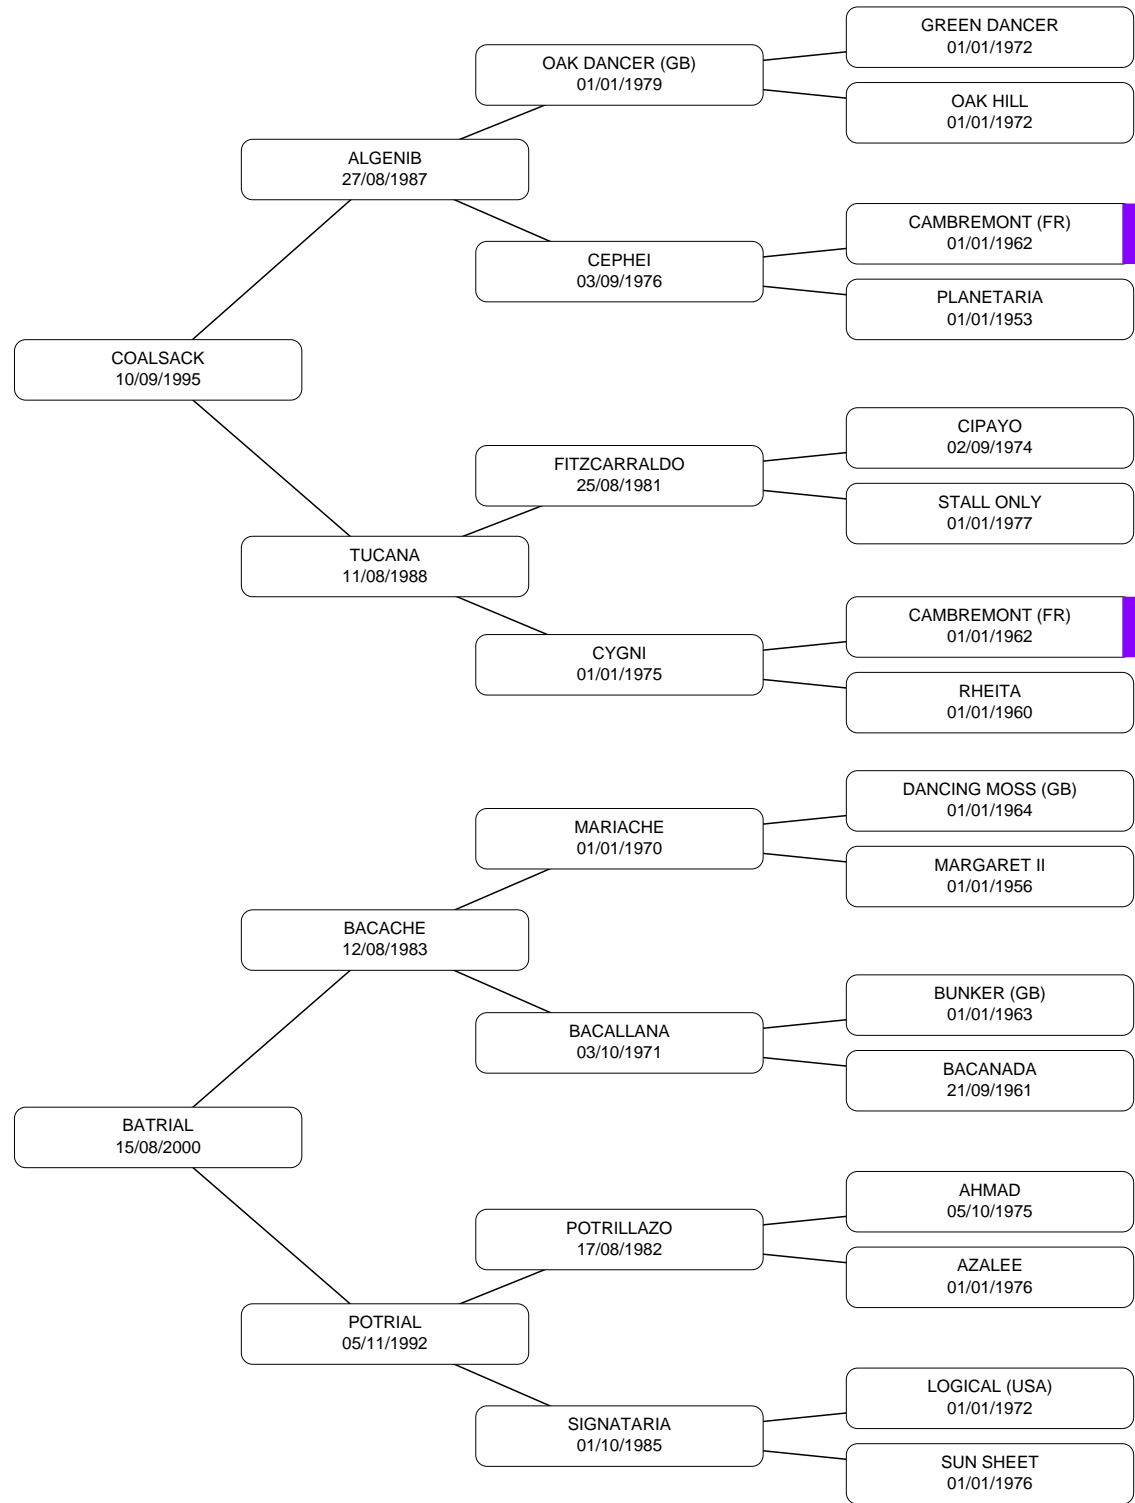 GREEN DANCER
01/01/1972
OAK DANCER (GB)
01/01/1979
OAK HILL
01/01/1972
ALGENIB
27/08/1987
CAMBREMONT (FR)
01/01/1962
CEPHEI
03/09/1976
PLANETARIA
01/01/1953
COALSACK
10/09/1995
CIPAYO
02/09/1974
FITZCARRALDO
25/08/1981
STALL ONLY
01/01/1977
TUCANA
11/08/1988
CAMBREMONT (FR)
01/01/1962
CYGNI
01/01/1975
RHEITA
01/01/1960
DANCING MOSS (GB)
01/01/1964
MARIACHE
01/01/1970
MARGARET II
01/01/1956
BACACHE
12/08/1983
BUNKER (GB)
01/01/1963
BACALLANA
03/10/1971
BACANADA
21/09/1961
BATRIAL
15/08/2000
AHMAD
05/10/1975
POTRILLAZO
17/08/1982
AZALEE
01/01/1976
POTRIAL
05/11/1992
LOGICAL (USA)
01/01/1972
SIGNATARIA
01/10/1985
SUN SHEET
01/01/1976